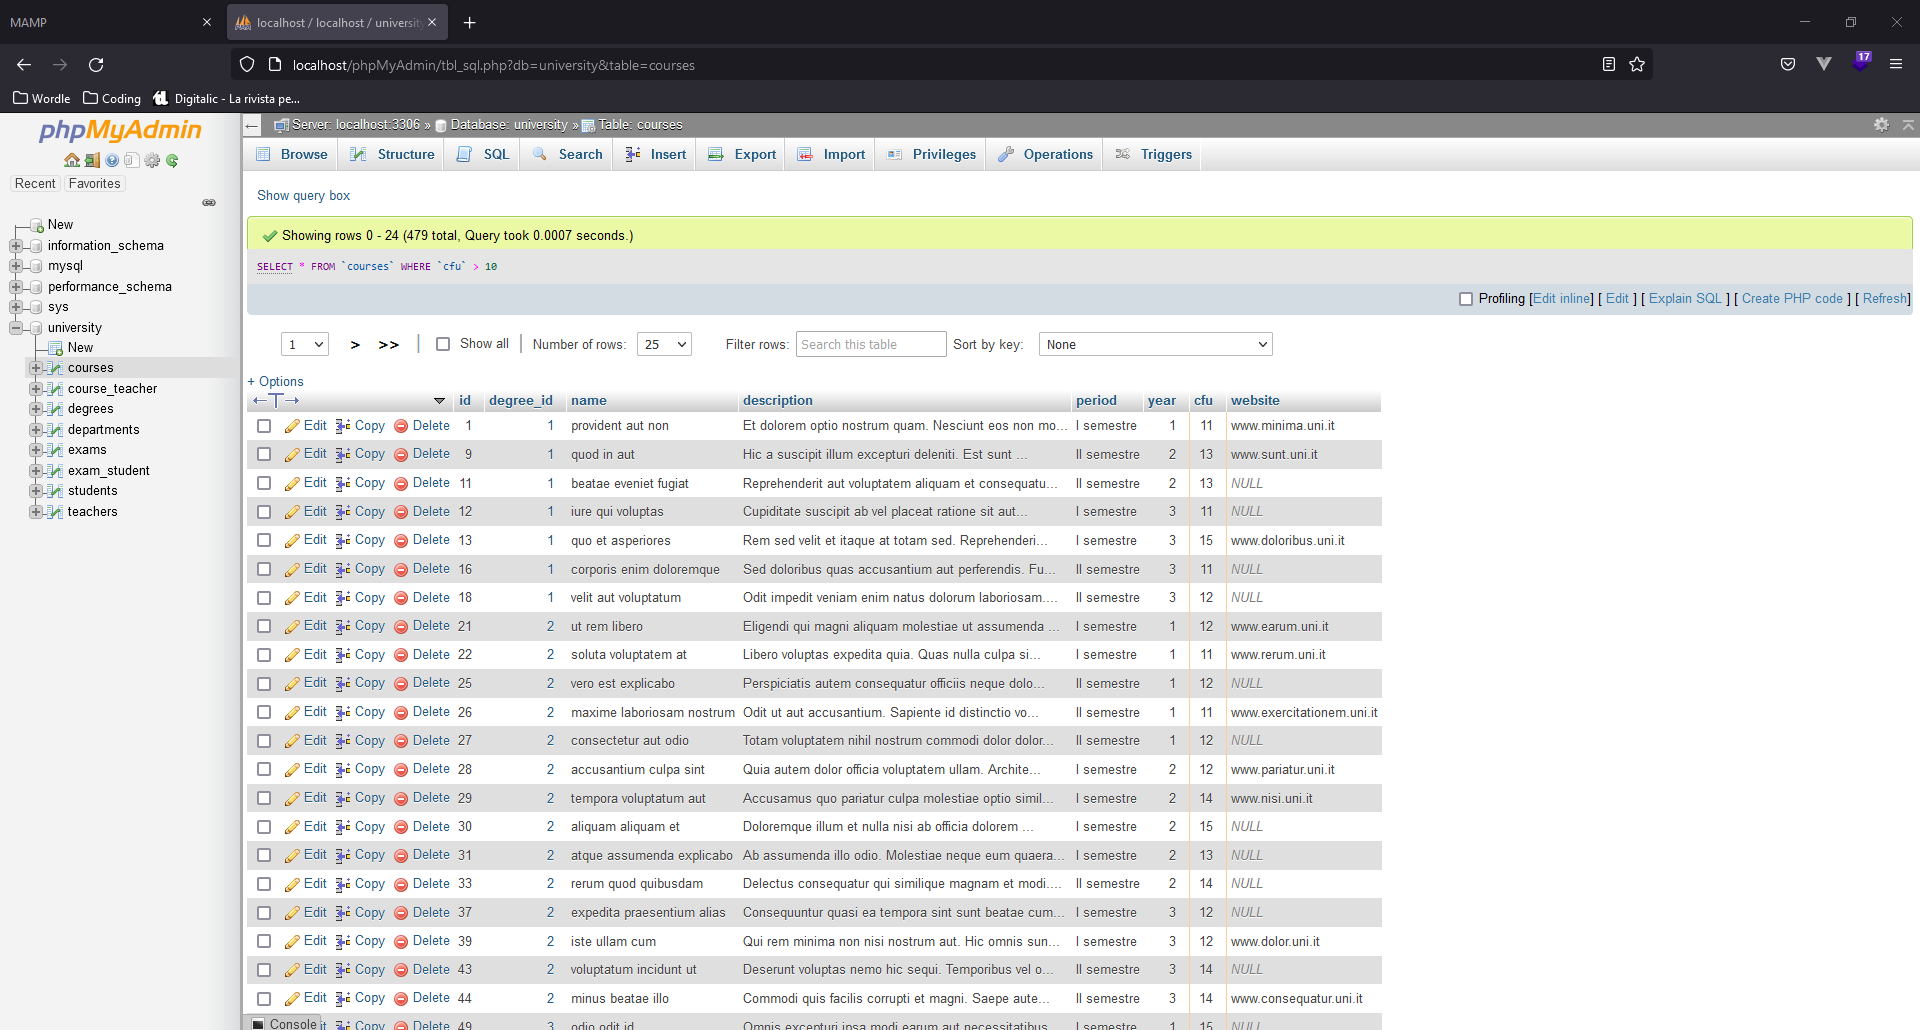 MAMP
localhost / localhost / university
localhost/phpMyAdmin/tbl_sql.php?db=university&table=courses
17
Wordle Coding Digitalic - La rivista pe...
phpMyAdmin
Recent Favorites
New
information_schema
mysql
performance_schema
sys
university
New
courses
course_teacher
degrees
departments
exams
exam_student
students
teachers
Server: localhost:3306 » Database: university » Table: courses
Browse Structure SQL Search Insert Export Import Privileges Operations Triggers
Show query box
Showing rows 0 - 24 (479 total, Query took 0.0007 seconds.)
SELECT * FROM `courses` WHERE `cfu` > 10
Profiling [Edit inline] [ Edit ] [ Explain SQL ] [ Create PHP code ] [ Refresh]
1 > >> | Show all | Number of rows: 25 Filter rows: Search this table Sort by key: None
+ Options
←T→ id degree_id name description period year cfu website
Edit Copy Delete 1 1 provident aut non Et dolorem optio nostrum quam. Nesciunt eos non mo... I semestre 1 11 www.minima.uni.it
Edit Copy Delete 9 1 quod in aut Hic a suscipit illum excepturi deleniti. Est sunt ... II semestre 2 13 www.sunt.uni.it
Edit Copy Delete 11 1 beatae eveniet fugiat Reprehenderit aut voluptatem aliquam et consequatu... II semestre 2 13 NULL
Edit Copy Delete 12 1 iure qui voluptas Cupiditate suscipit ab vel placeat ratione sit aut... I semestre 3 11 NULL
Edit Copy Delete 13 1 quo et asperiores Rem sed velit et itaque at totam sed. Reprehenderi... I semestre 3 15 www.doloribus.uni.it
Edit Copy Delete 16 1 corporis enim doloremque Sed doloribus quas accusantium aut perferendis. Fu... II semestre 3 11 NULL
Edit Copy Delete 18 1 velit aut voluptatum Odit impedit veniam enim natus dolorum laboriosam.... I semestre 3 12 NULL
Edit Copy Delete 21 2 ut rem libero Eligendi qui magni aliquam molestiae ut assumenda ... I semestre 1 12 www.earum.uni.it
Edit Copy Delete 22 2 soluta voluptatem at Libero voluptas expedita quia. Quas nulla culpa si... I semestre 1 11 www.rerum.uni.it
Edit Copy Delete 25 2 vero est explicabo Perspiciatis autem consequatur officiis neque dolo... II semestre 1 12 NULL
Edit Copy Delete 26 2 maxime laboriosam nostrum Odit ut aut accusantium. Sapiente id distinctio vo... II semestre 1 11 www.exercitationem.uni.it
Edit Copy Delete 27 2 consectetur aut odio Totam voluptatem nihil nostrum commodi dolor dolor... II semestre 1 12 NULL
Edit Copy Delete 28 2 accusantium culpa sint Quia autem dolor officia voluptatem ullam. Archite... I semestre 2 12 www.pariatur.uni.it
Edit Copy Delete 29 2 tempora voluptatum aut Accusamus quo pariatur culpa molestiae optio simil... I semestre 2 14 www.nisi.uni.it
Edit Copy Delete 30 2 aliquam aliquam et Doloremque illum et nulla nisi ab officia dolorem ... I semestre 2 15 NULL
Edit Copy Delete 31 2 atque assumenda explicabo Ab assumenda illo odio. Molestiae neque eum quaera... I semestre 2 13 NULL
Edit Copy Delete 33 2 rerum quod quibusdam Delectus consequatur qui similique magnam et modi.... II semestre 2 14 NULL
Edit Copy Delete 37 2 expedita praesentium alias Consequuntur quasi ea tempora sint sunt beatae cum... I semestre 3 12 NULL
Edit Copy Delete 39 2 iste ullam cum Qui rem minima non nisi nostrum aut. Hic omnis sun... I semestre 3 12 www.dolor.uni.it
Edit Copy Delete 43 2 voluptatum incidunt ut Deserunt voluptas nemo hic sequi. Temporibus vel o... II semestre 3 14 NULL
Edit Copy Delete 44 2 minus beatae illo Commodi quis facilis corrupti et magni. Saepe aute... II semestre 3 14 www.consequatur.uni.it
Copy Delete 49 3 odio odit id Omnis excepturi ipsa modi earum aut necessitatibus I semestre 1 15 NULL
Console